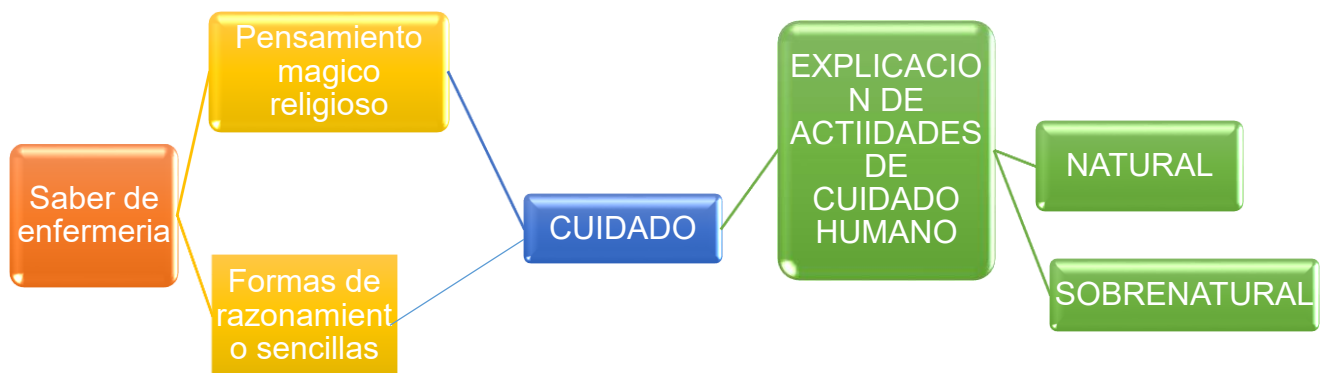 Saber de
enfermeria
Pensamiento
magico
religioso
Formas de
razonamient
o sencillas
CUIDADO
EXPLICACIO
N DE
ACTIIDADES
DE
CUIDADO
HUMANO
NATURAL
SOBRENATURAL